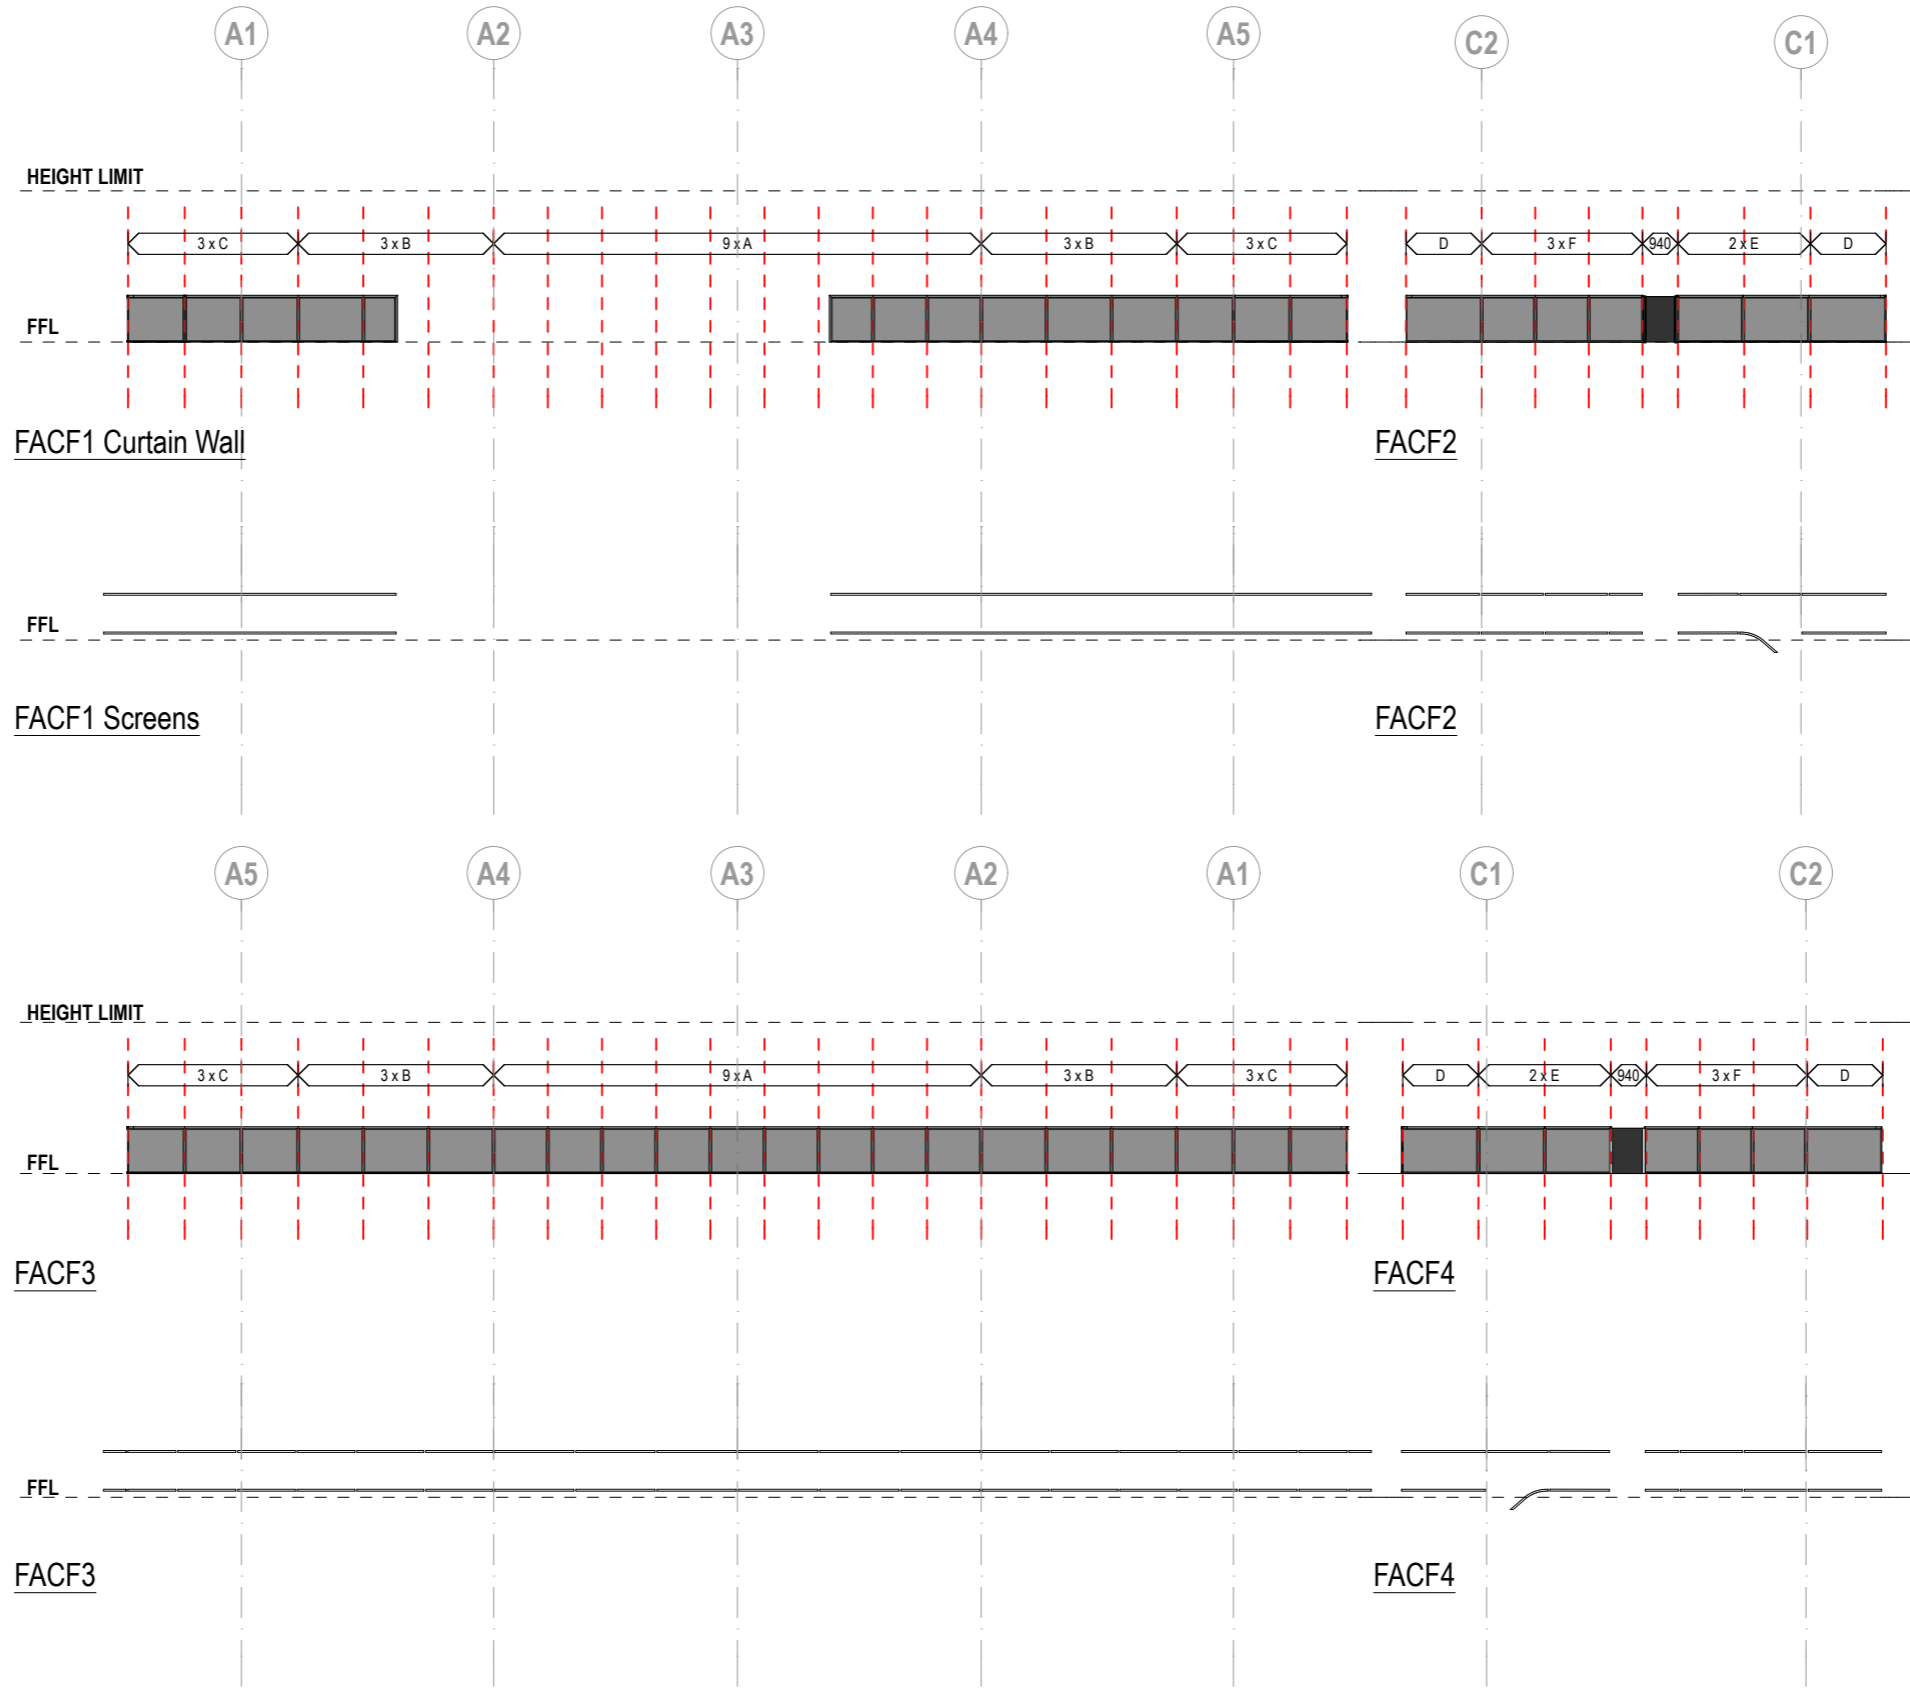 A1 A2 A3 A4 A5 C2 C1
HEIGHT LIMIT
3 x C 3 x B 9 x A 3 x B 3 x C D 3 x F 940 2 x E D
FFL
FACF1 Curtain Wall FACF2
FFL
FACF1 Screens FACF2
A5 A4 A3 A2 A1 C1 C2
HEIGHT LIMIT
3 x C 3 x B 9 x A 3 x B 3 x C D 2 x E 940 3 x F D
FFL
FACF3 FACF4
FFL
FACF3 FACF4